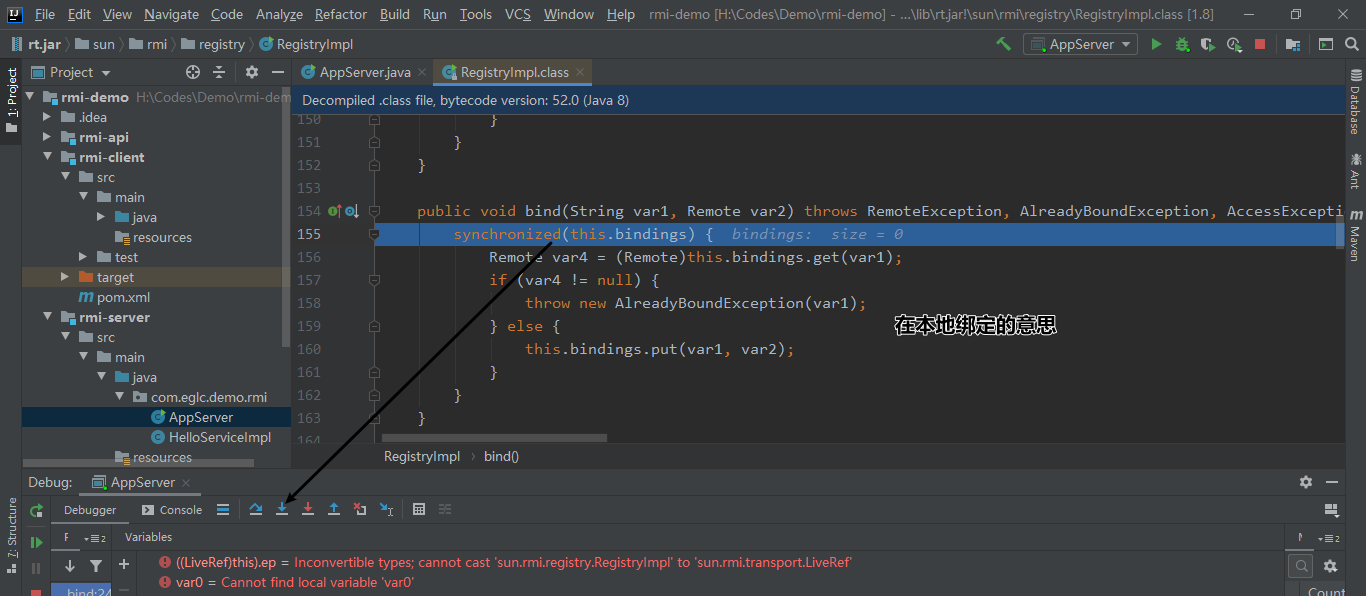 File Edit View Navigate Code Analyze Refactor Build Run Tools VCS Window Help rmi-demo [H:\Codes\Demo\rmi-demo] - ...\lib\rt.jar!\sun\rmi\registry\RegistryImpl.class [1.8]
rt.jar sun rmi registry RegistryImpl AppServer
1: Project
Project
AppServer.java RegistryImpl.class
Decompiled .class file, bytecode version: 52.0 (Java 8)
rmi-demo H:\Codes\Demo\rmi-dem
.idea
rmi-api
rmi-client
src
main
java
resources
test
target
pom.xml
rmi-server
src
main
java
com.eglc.demo.rmi
AppServer
HelloServiceImpl
resources
150 }
151 }
152 }
153
154 public void bind(String var1, Remote var2) throws RemoteException, AlreadyBoundException, AccessExcepti
155 synchronized(this.bindings) { bindings: size = 0
156 Remote var4 = (Remote)this.bindings.get(var1);
157 if (var4 != null) {
158 throw new AlreadyBoundException(var1);
159 } else {
160 this.bindings.put(var1, var2);
161 }
162 }
163 }
164
在本地绑定的意思
Database
Ant
m Maven
RegistryImpl bind()
Debug: AppServer
7: Structure
Debugger Console
F 2 Variables 2
((LiveRef)this).ep = Inconvertible types; cannot cast 'sun.rmi.registry.RegistryImpl' to 'sun.rmi.transport.LiveRef'
var0 = Cannot find local variable 'var0'
bind:24
Count